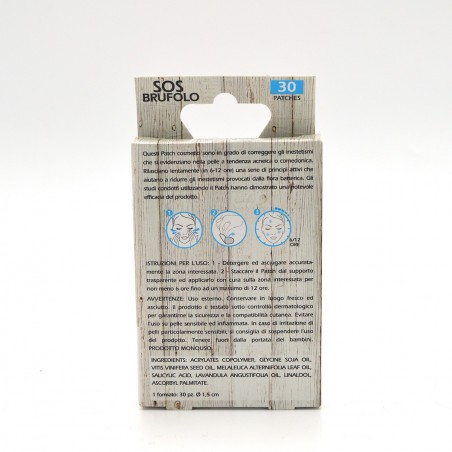 SOS
BRUFOLO
30
PATCHES
Questi Patch cosmetici sono in grado di correggere gli inestetismi
che si evidenziano nella pelle a tendenza acneica o comedonica.
Rilasciano lentamente (in 6-12 ore) una serie di principi attivi che
aiutano a ridurre gli inestetismi provocati dalla flora batterica. Gli
studi condotti utilizzando il Patch hanno dimostrato una notevole
efficacia del prodotto.
1
2
3
6/12
ORE
ISTRUZIONI PER L'USO: 1 - Detergere ed asciugare accurata-
mente la zona interessata. 2 - Staccare il Patch dal supporto
trasparente ed applicarlo con cura sulla zona interessata per
non meno 6 ore fino ad un massimo di 12 ore.
AVVERTENZE: Uso esterno. Conservare in luogo fresco ed
asciutto. Il prodotto è testato sotto controllo dermatologico
per garantirne la sicurezza e la compatibilità cutanea. Evitare
l'uso su pelle sensibile ed infiammata. In caso di irritazione di
pelli particolarmente sensibili, si consiglia di sospendere l'uso
del prodotto. Tenere fuori dalla portata dei bambini.
PRODOTTO MONOUSO.
INGREDIENTS: ACRYLATES COPOLYMER, GLYCINE SOJA OIL,
VITIS VINIFERA SEED OIL, MELALEUCA ALTERNIFOLIA LEAF OIL,
SALICYLIC ACID, LAVANDULA ANGUSTIFOLIA OIL, LINALOOL,
ASCORBYL PALMITATE.
1 formato: 30 pz. Ø 1,5 cm